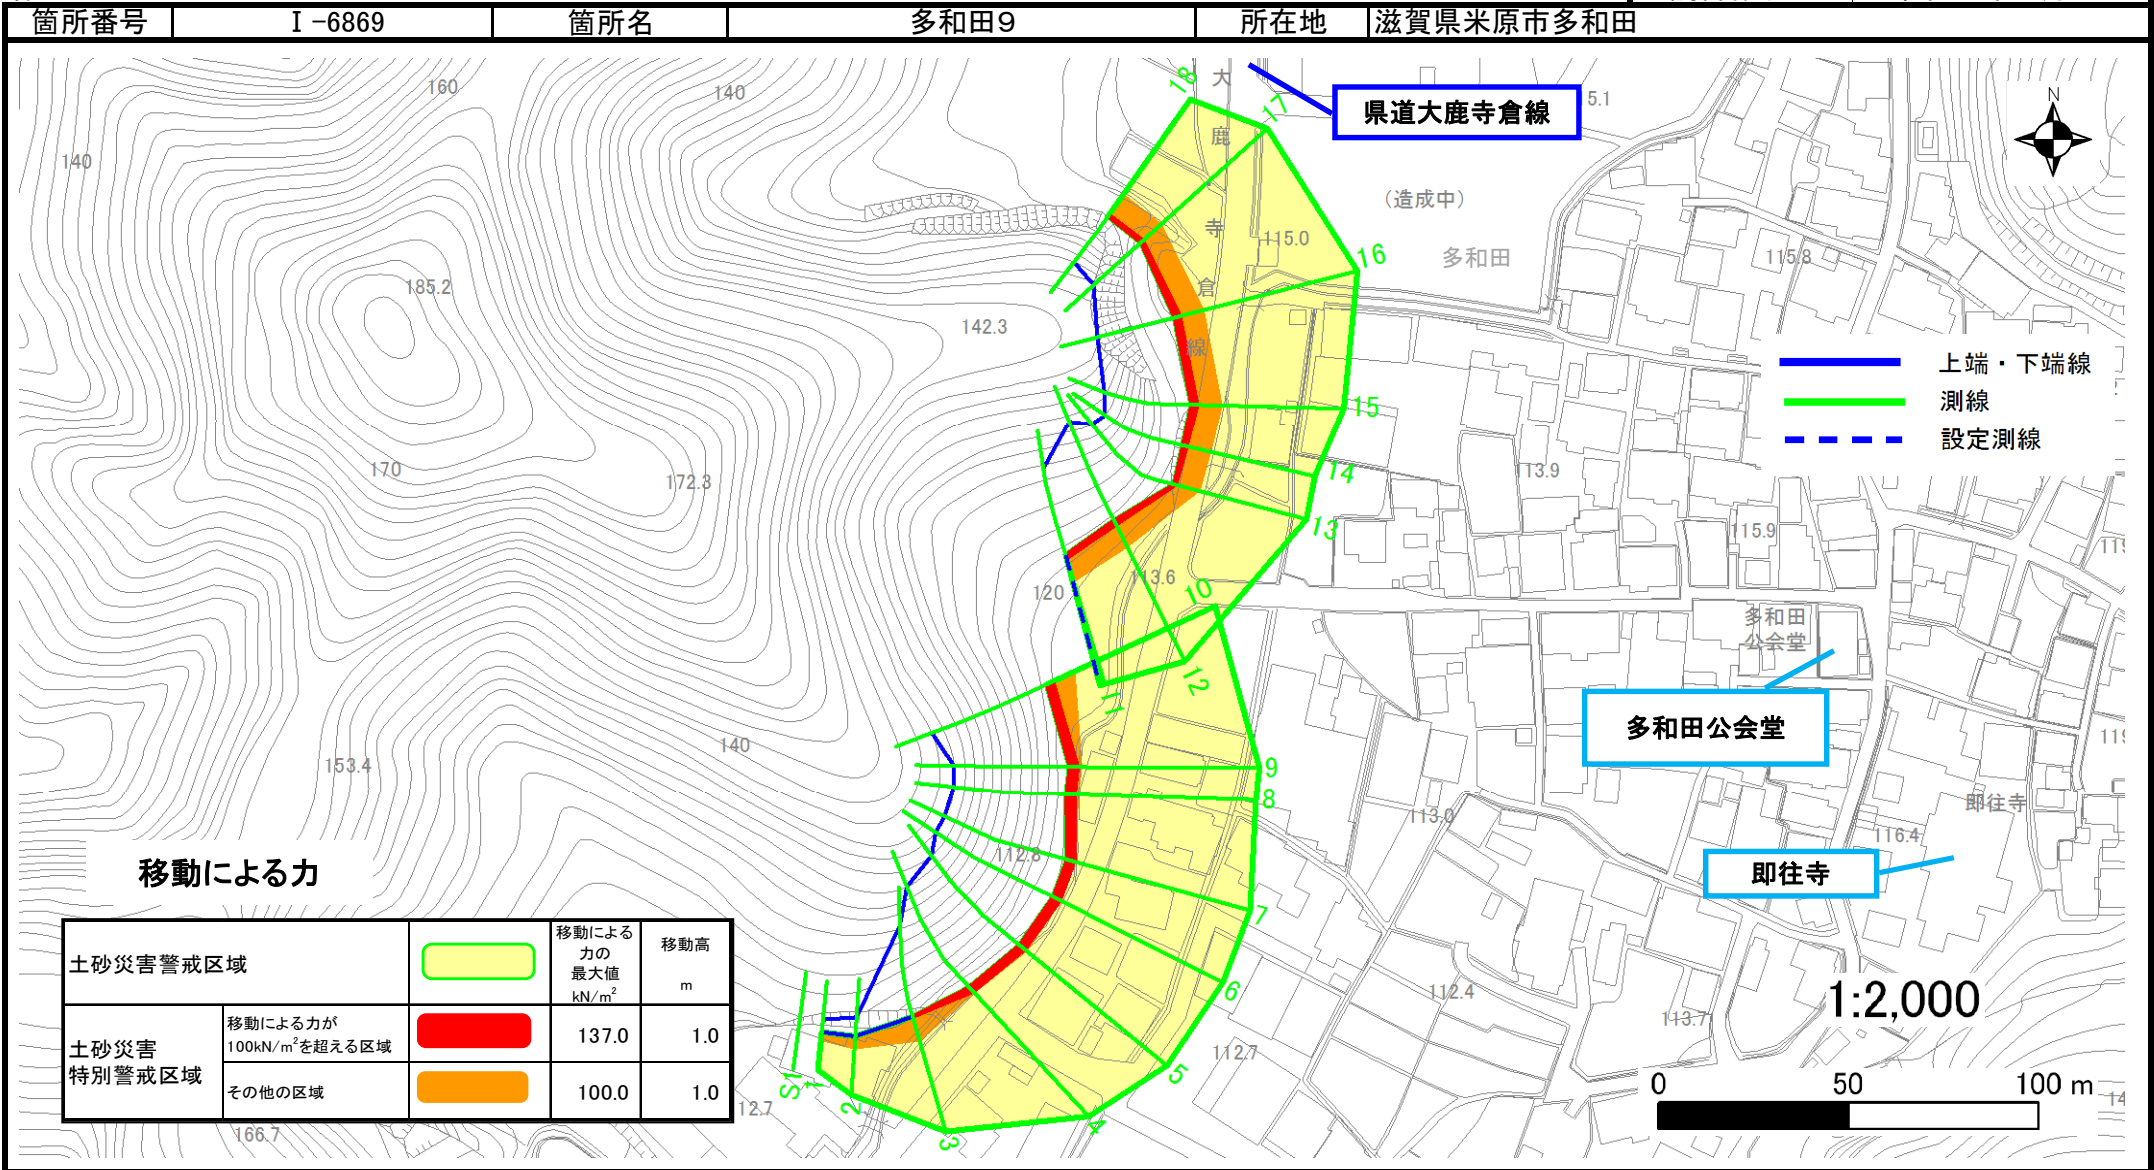 箇所番号 Ⅰ-6869 箇所名 多和田9 所在地 滋賀県米原市多和田
160
140
140
185.2
142.3
170
172.3
153.4
140
120
113.6
112.8
166.7
12.7
大
鹿
寺
倉
線
県道大鹿寺倉線
5.1
N
(造成中)
多和田
115.0
115.8
上端・下端線
測線
設定測線
13.9
115.9
多和田
公会堂
多和田公会堂
113.0
116.4
即往寺
即往寺
112.4
112.7
113.7
18
17
16
15
14
13
10
12
11
9
8
7
6
5
4
3
2
1
S1
移動による力
土砂災害警戒区域
移動による
力の
最大値
kN/m²
移動高
m
土砂災害
特別警戒区域
移動による力が
100kN/m²を超える区域
137.0 1.0
その他の区域
100.0 1.0
1:2,000
0 50 100 m